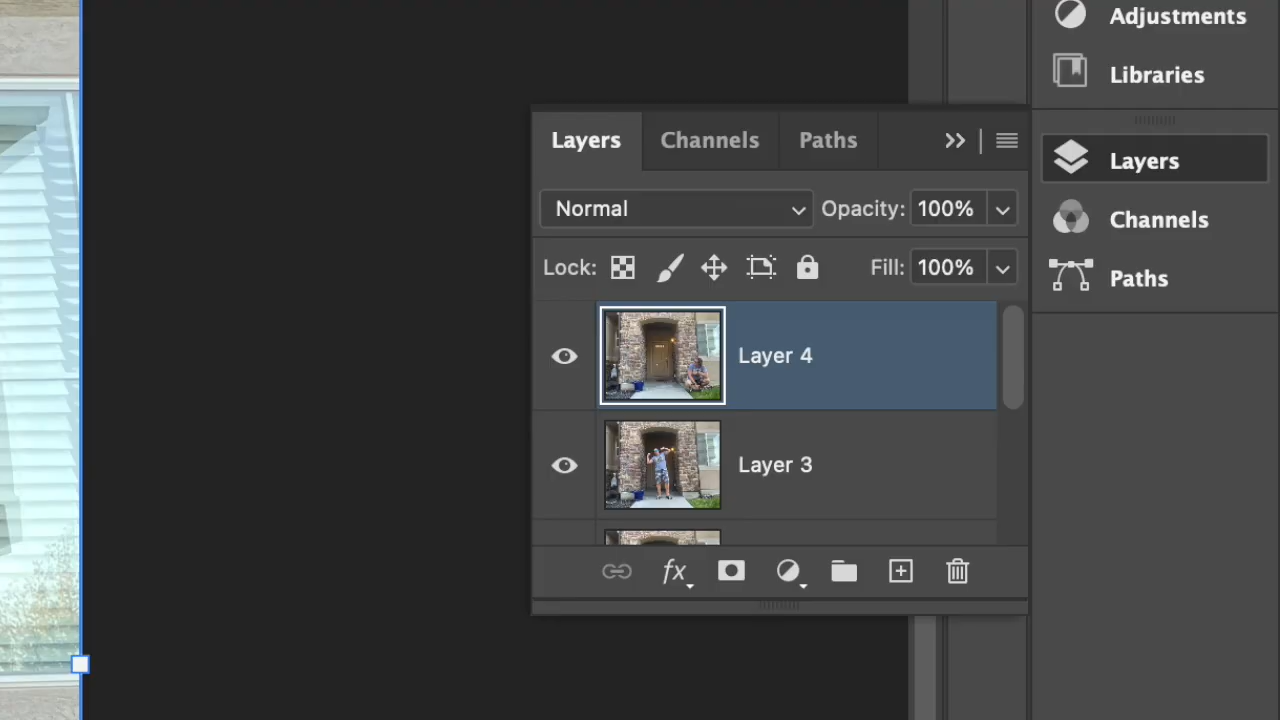 Adjustments
Libraries
Layers Channels Paths
Layers
Normal Opacity: 100%
Channels
Lock: Fill: 100%
Paths
Layer 4
Layer 3
fx